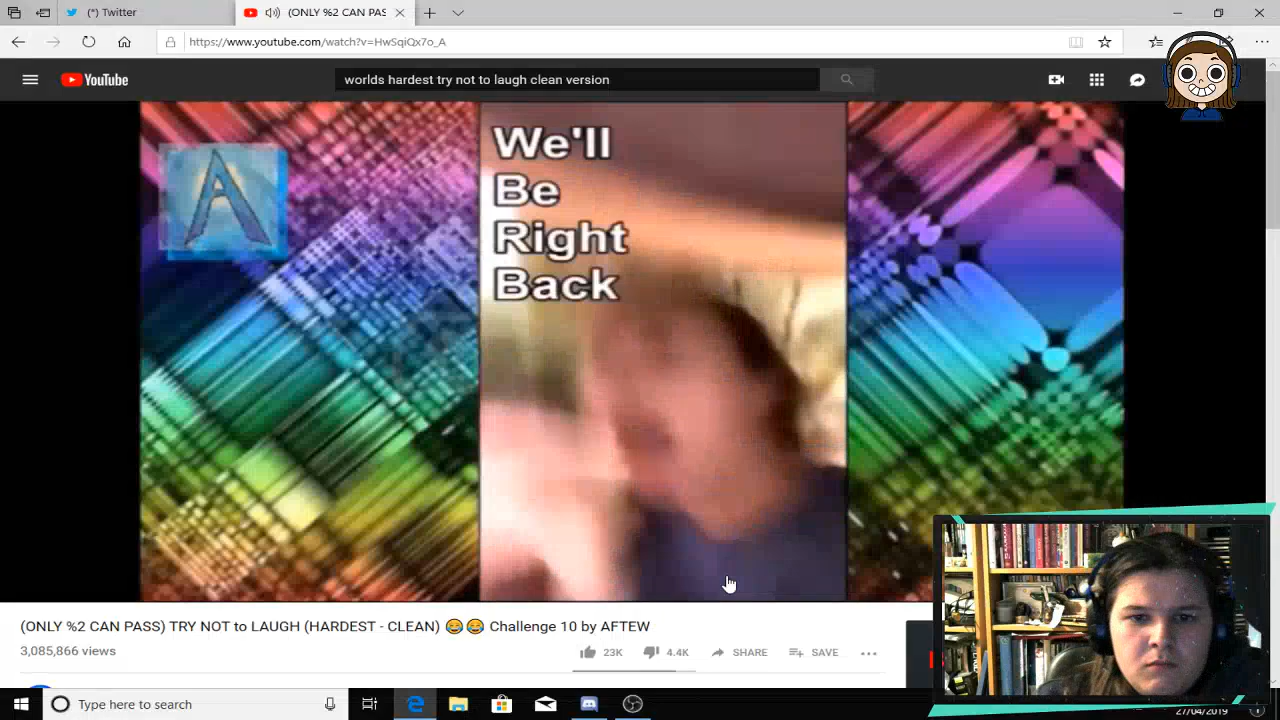 (*) Twitter
(ONLY %2 CAN PAS
https://www.youtube.com/watch?v=HwSqiQx7o_A
YouTube
worlds hardest try not to laugh clean version
A
We'll
Be
Right
Back
(ONLY %2 CAN PASS) TRY NOT to LAUGH (HARDEST - CLEAN) 😂😂 Challenge 10 by AFTEW
3,085,866 views
23K
4.4K
SHARE
SAVE
Type here to search
27/04/2019